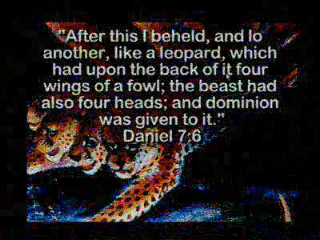 "After this I beheld, and lo
another, like a leopard, which
had upon the back of it four
wings of a fowl; the beast had
also four heads; and dominion
was given to it."
Daniel 7:6